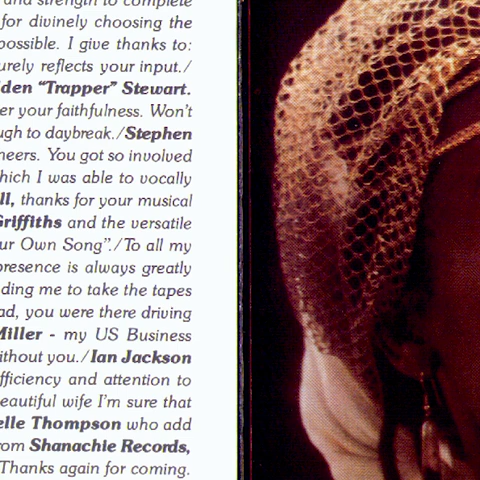 and strength to complete
for divinely choosing the
possible. I give thanks to:
urely reflects your input./
den "Trapper" Stewart.
er your faithfulness. Won't
ugh to daybreak./Stephen
neers. You got so involved
hich I was able to vocally
ll, thanks for your musical
Griffiths and the versatile
ur Own Song"./To all my
presence is always greatly
ding me to take the tapes
ad, you were there driving
Miller - my US Business
ithout you./Ian Jackson
fficiency and attention to
eautiful wife I'm sure that
elle Thompson who add
rom Shanachie Records,
Thanks again for coming.